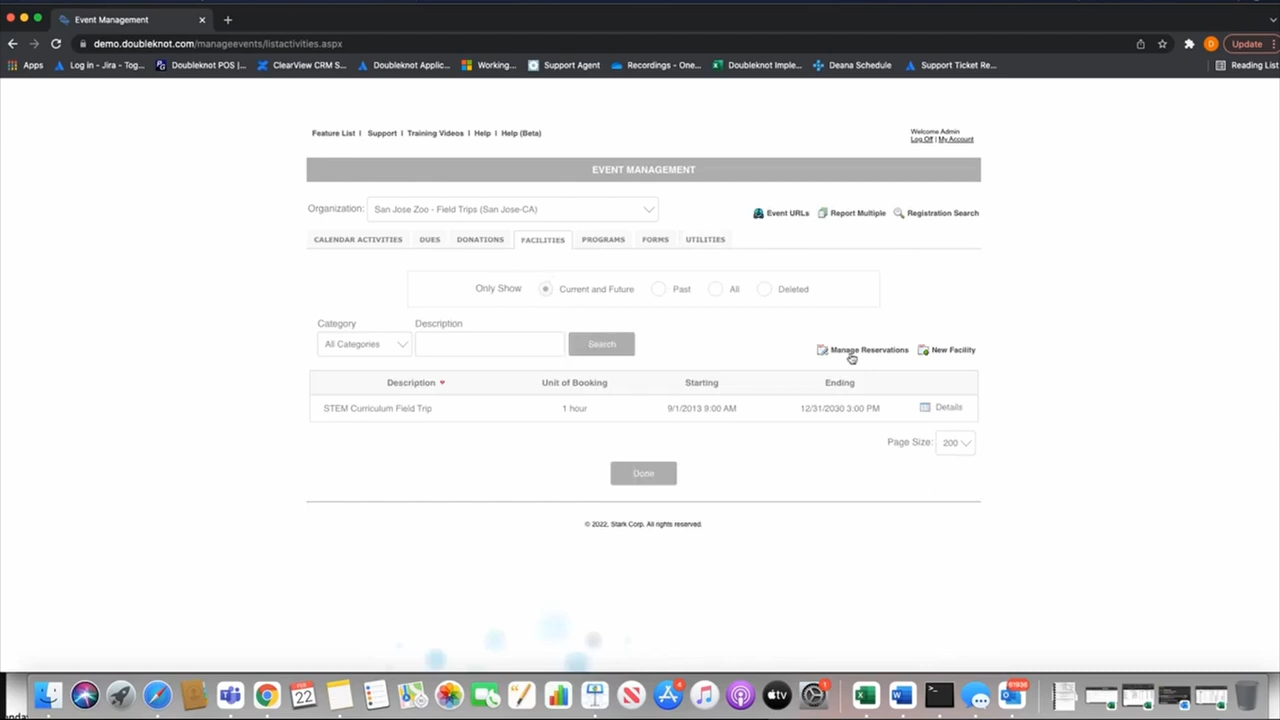 Event Management
demo.doubleknot.com/manageevents/listactivities.aspx
D
Update
Apps
Log in - Jira - Tog...
Doubleknot POS |...
ClearView CRM S...
Doubleknot Applic...
Working...
Support Agent
Recordings - One...
Doubleknot Imple...
Deana Schedule
Support Ticket Re...
Reading List
Feature List | Support | Training Videos | Help | Help (Beta)
Welcome Admin
Log Off | My Account
EVENT MANAGEMENT
Organization: San Jose Zoo - Field Trips (San Jose-CA)
Event URLs Report Multiple Registration Search
CALENDAR ACTIVITIES DUES DONATIONS FACILITIES PROGRAMS FORMS UTILITIES
Only Show Current and Future Past All Deleted
Category Description
All Categories Search
Manage Reservations New Facility
Description Unit of Booking Starting Ending
STEM Curriculum Field Trip 1 hour 9/1/2013 9:00 AM 12/31/2030 3:00 PM Details
Page Size: 200
Done
© 2022, Stark Corp. All rights reserved.
FEB
22
tv
4
1